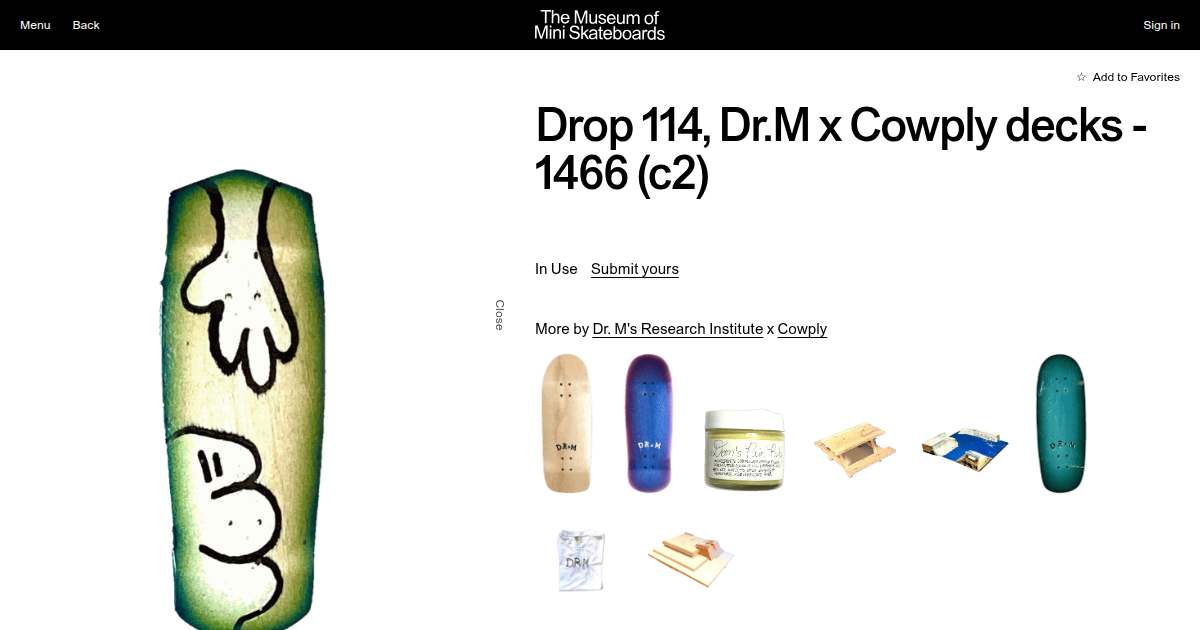 Menu
Back
The Museum of
Mini Skateboards
Sign in
☆ Add to Favorites
Drop 114, Dr.M x Cowply decks -
1466 (c2)
In Use
Submit yours
Close
More by Dr. M's Research Institute x Cowply
DR.M
DR.M
DR.M
DR.M